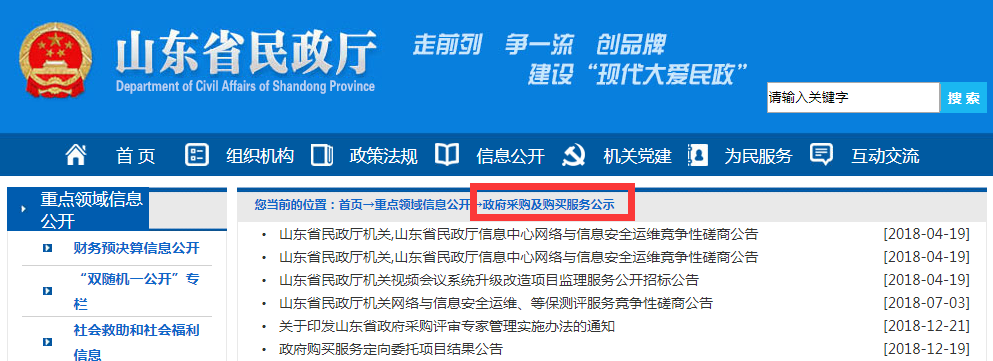 山东省民政厅
Department of Civil Affairs of Shandong Province
走前列 争一流 创品牌
建设“现代大爱民政”
请输入关键字 搜 索
首 页 组织机构 政策法规 信息公开 机关党建 为民服务 互动交流
重点领域信息
公开
您当前的位置：首页→重点领域信息公开→政府采购及购买服务公示
财务预决算信息公开
“双随机一公开”专
栏
社会救助和社会福利
信息
• 山东省民政厅机关,山东省民政厅信息中心网络与信息安全运维竞争性磋商公告 [2018-04-19]
• 山东省民政厅机关,山东省民政厅信息中心网络与信息安全运维竞争性磋商公告 [2018-04-19]
• 山东省民政厅机关视频会议系统升级改造项目监理服务公开招标公告 [2018-04-19]
• 山东省民政厅机关网络与信息安全运维、等保测评服务竞争性磋商公告 [2018-07-03]
• 关于印发山东省政府采购评审专家管理实施办法的通知 [2018-12-21]
• 政府购买服务定向委托项目结果公告 [2018-12-19]